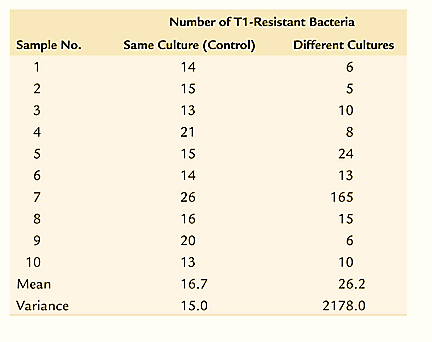 Number of T1-Resistant Bacteria
Sample No. Same Culture (Control) Different Cultures
1 14 6
2 15 5
3 13 10
4 21 8
5 15 24
6 14 13
7 26 165
8 16 15
9 20 6
10 13 10
Mean 16.7 26.2
Variance 15.0 2178.0